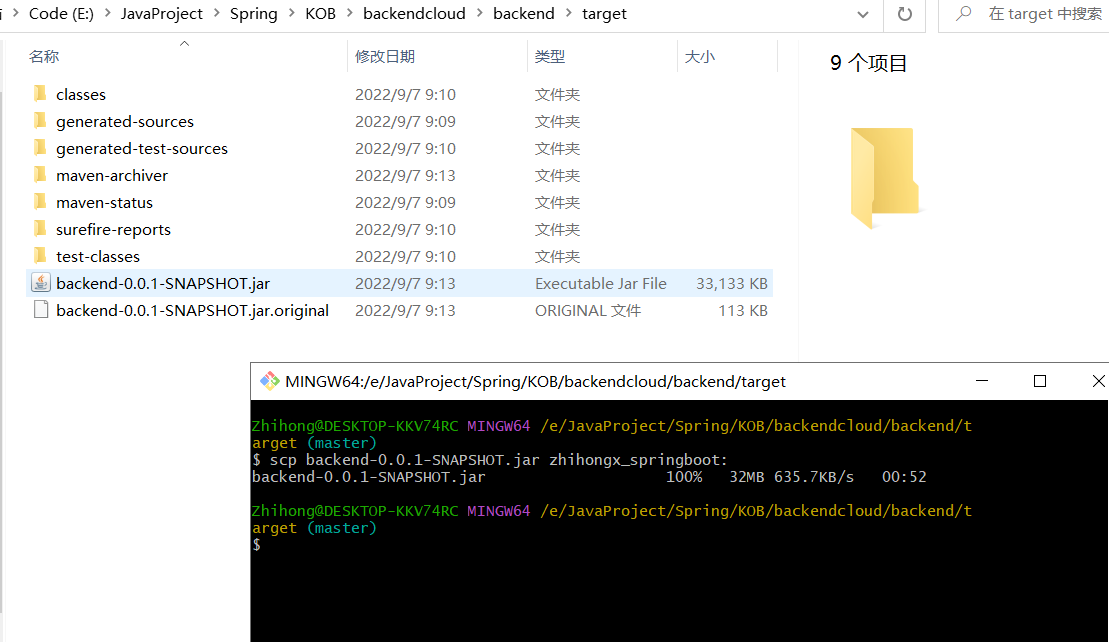 Code (E:) > JavaProject > Spring > KOB > backendcloud > backend > target
在 target 中搜索
名称 修改日期 类型 大小
9 个项目
classes 2022/9/7 9:10 文件夹
generated-sources 2022/9/7 9:09 文件夹
generated-test-sources 2022/9/7 9:10 文件夹
maven-archiver 2022/9/7 9:13 文件夹
maven-status 2022/9/7 9:09 文件夹
surefire-reports 2022/9/7 9:10 文件夹
test-classes 2022/9/7 9:10 文件夹
backend-0.0.1-SNAPSHOT.jar 2022/9/7 9:13 Executable Jar File 33,133 KB
backend-0.0.1-SNAPSHOT.jar.original 2022/9/7 9:13 ORIGINAL 文件 113 KB
MINGW64:/e/JavaProject/Spring/KOB/backendcloud/backend/target
Zhihong@DESKTOP-KKV74RC MINGW64 /e/JavaProject/Spring/KOB/backendcloud/backend/t
arget (master)
$ scp backend-0.0.1-SNAPSHOT.jar zhihongx_springboot:
backend-0.0.1-SNAPSHOT.jar 100% 32MB 635.7KB/s 00:52
Zhihong@DESKTOP-KKV74RC MINGW64 /e/JavaProject/Spring/KOB/backendcloud/backend/t
arget (master)
$